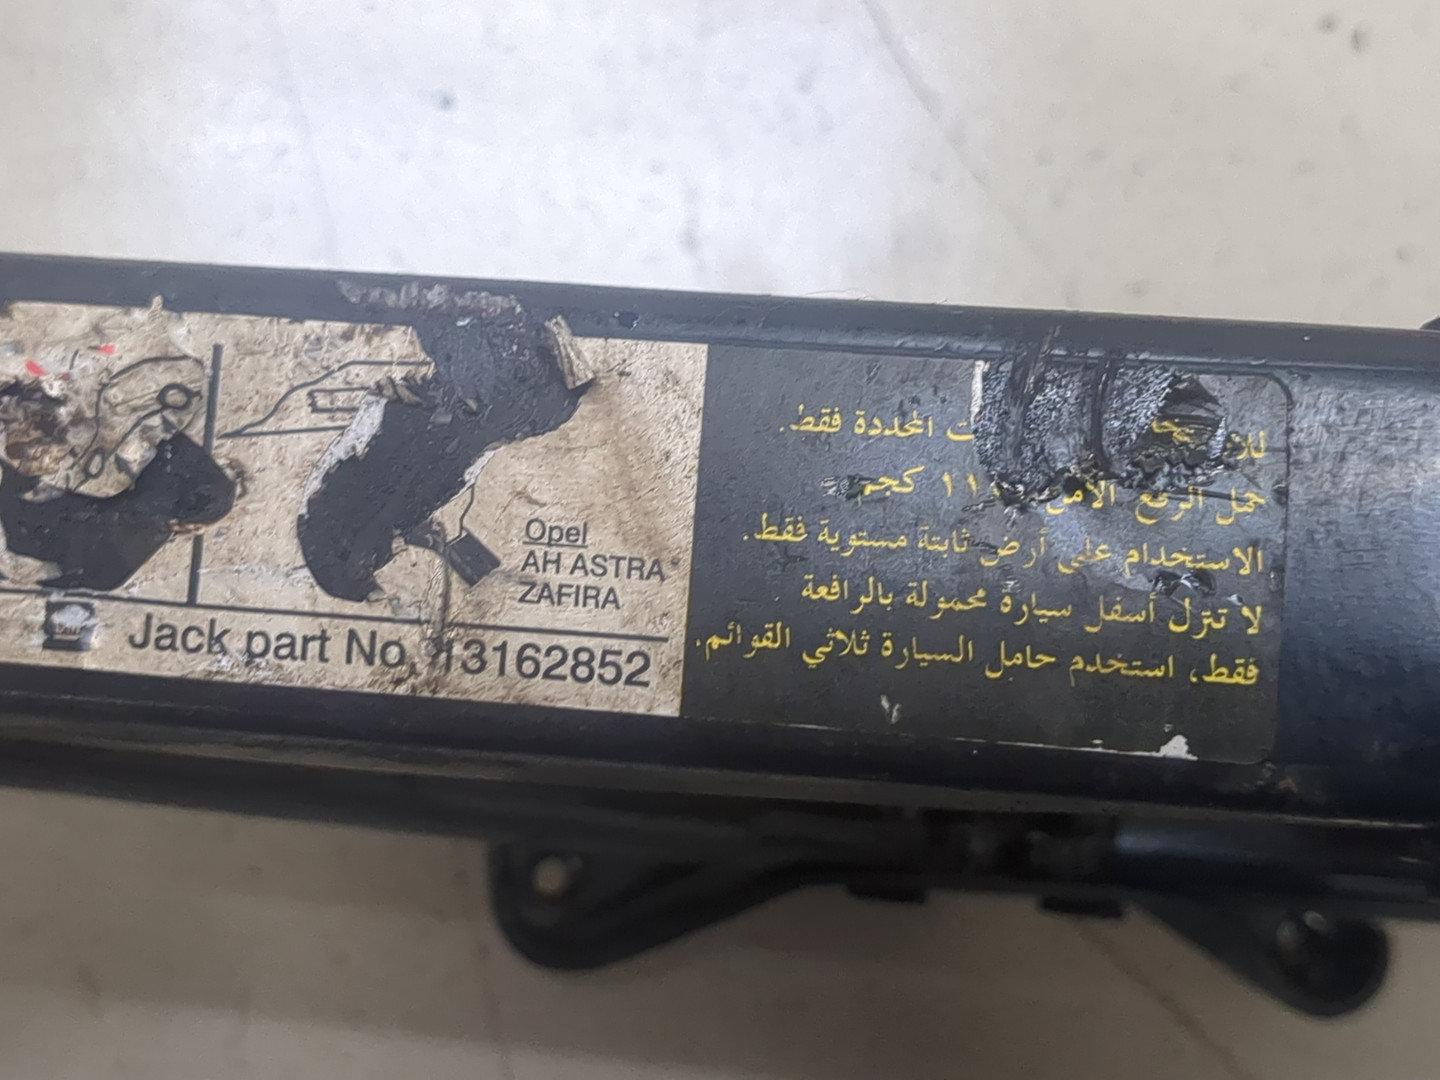 Opel
AH ASTRA
ZAFIRA
Jack part No. 13162852
المحددة فقط.
حمل الرفع الآمن كجم
الاستخدام على أرض ثابتة مستوية فقط.
لا تنزل أسفل سيارة محمولة بالرافعة
فقط، استخدم حامل السيارة ثلاثي القوائم.